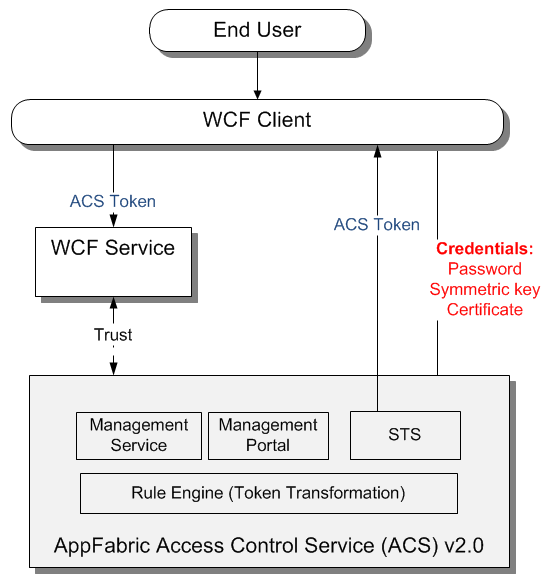 End User
WCF Client
ACS Token
WCF Service
ACS Token
Credentials:
Password
Symmetric key
Certificate
Trust
Management
Service
Management
Portal
STS
Rule Engine (Token Transformation)
AppFabric Access Control Service (ACS) v2.0